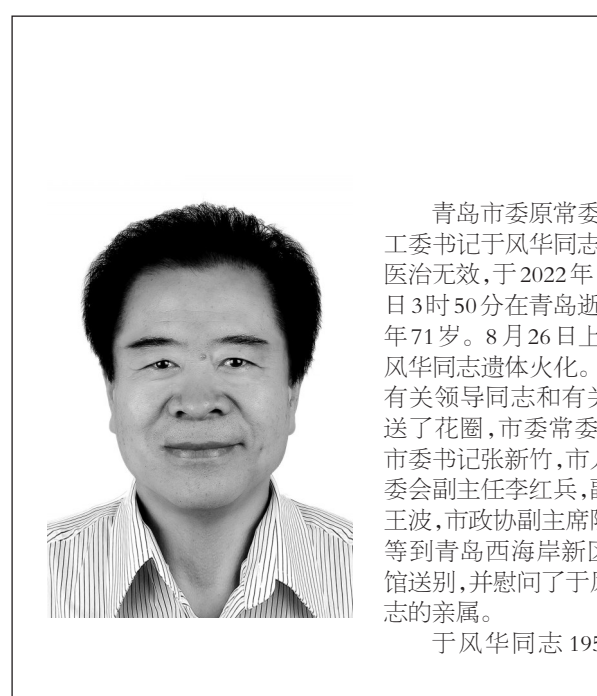 青岛市委原常委
工委书记于风华同志
医治无效,于2022年
日3时50分在青岛逝
年71岁。8月26日上
风华同志遗体火化。
有关领导同志和有关
送了花圈,市委常委
市委书记张新竹,市人
委会副主任李红兵,副
王波,市政协副主席
等到青岛西海岸新区
馆送别,并慰问了于
志的亲属。
于风华同志195